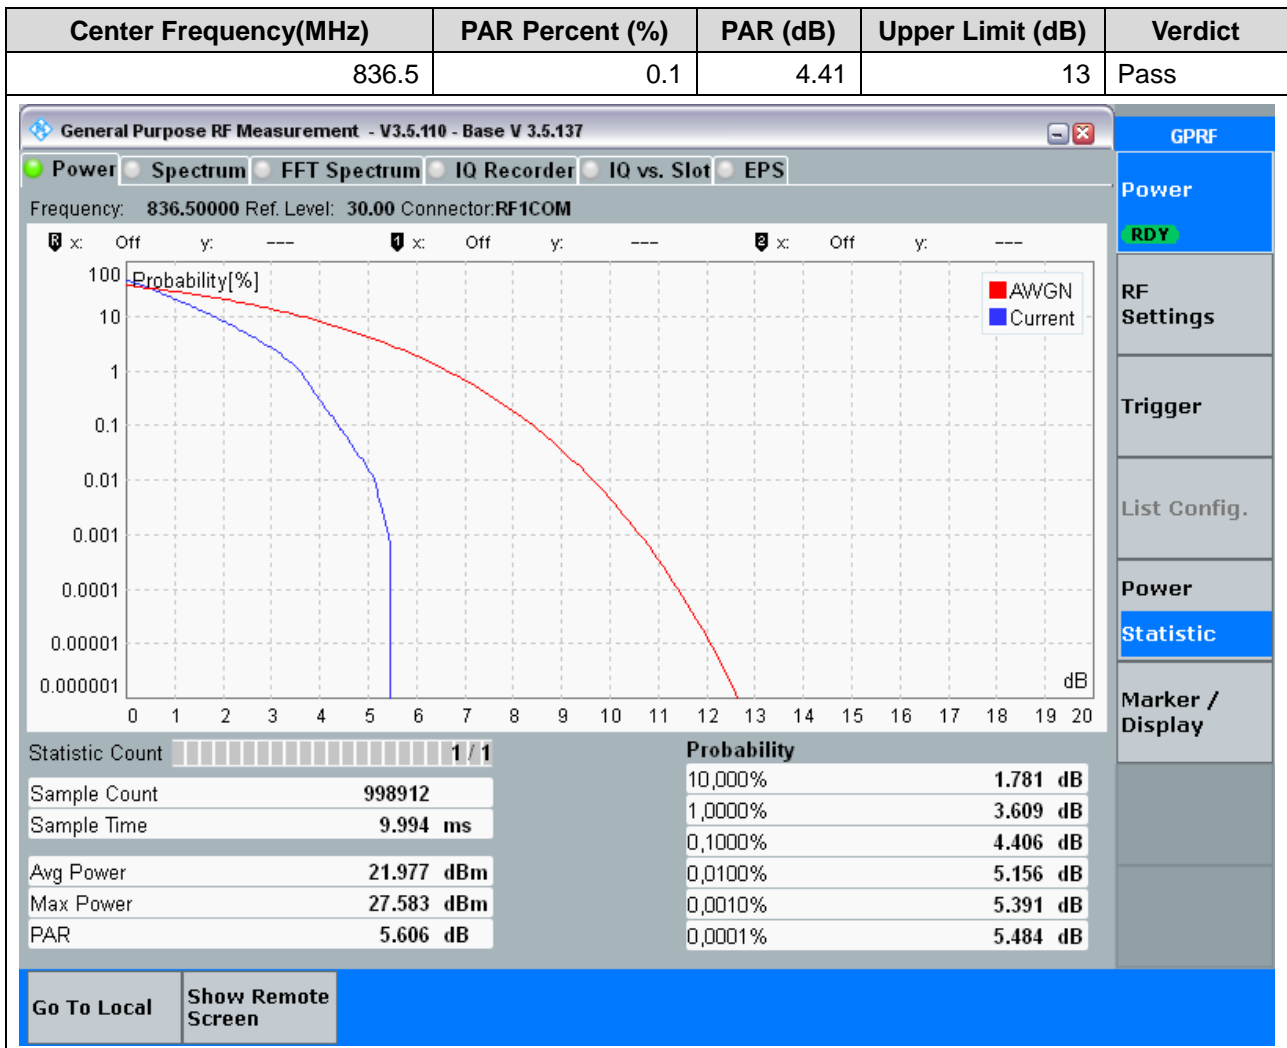 Center Frequency(MHz) PAR Percent (%) PAR (dB) Upper Limit (dB) Verdict
836.5 0.1 4.41 13 Pass
General Purpose RF Measurement - V3.5.110 - Base V 3.5.137
GPRF
Power Spectrum FFT Spectrum IQ Recorder IQ vs. Slot EPS
Frequency: 836.50000 Ref. Level: 30.00 Connector:RF1COM
R x: Off y: --- 1 x: Off y: --- 2 x: Off y: ---
Probability[%]
AWGN
Current
100
10
1
0.1
0.01
0.001
0.0001
0.00001
0.000001
dB
0 1 2 3 4 5 6 7 8 9 10 11 12 13 14 15 16 17 18 19 20
Statistic Count 1 / 1
Sample Count 998912
Sample Time 9.994 ms
Avg Power 21.977 dBm
Max Power 27.583 dBm
PAR 5.606 dB
Probability
10,000% 1.781 dB
1,0000% 3.609 dB
0,1000% 4.406 dB
0,0100% 5.156 dB
0,0010% 5.391 dB
0,0001% 5.484 dB
Power
RDY
RF
Settings
Trigger
List Config.
Power
Statistic
Marker /
Display
Go To Local
Show Remote
Screen